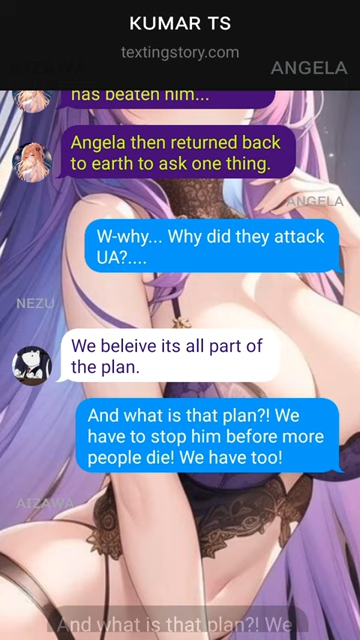 KUMAR TS
textingstory.com
ANGELA
has beaten him...
Angela then returned back
to earth to ask one thing.
ANGELA
W-why... Why did they attack
UA?....
NEZU
We beleive its all part of
the plan.
And what is that plan?! We
have to stop him before more
people die! We have too!
AIZAWA
And what is that plan?! We